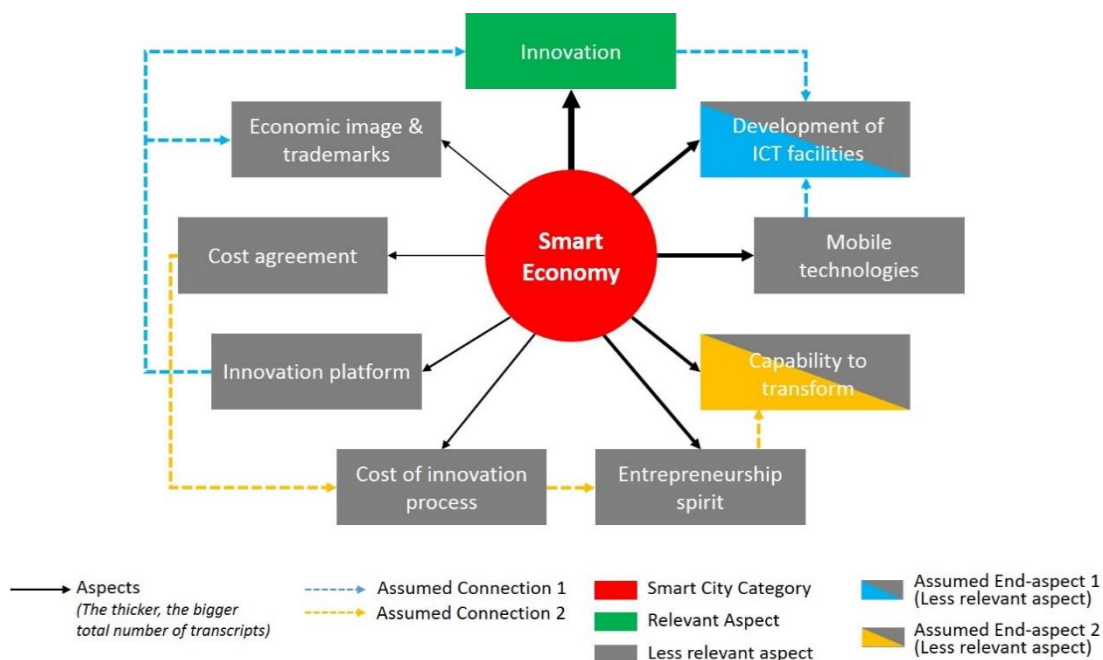 Innovation
Economic image &
trademarks
Development of
ICT facilities
Smart
Economy
Cost agreement
Mobile
technologies
Innovation platform
Capability to
transform
Cost of innovation
process
Entrepreneurship
spirit
Aspects
(The thicker, the bigger
total number of transcripts)
Assumed Connection 1
Assumed Connection 2
Smart City Category
Relevant Aspect
Less relevant aspect
Assumed End-aspect 1
(Less relevant aspect)
Assumed End-aspect 2
(Less relevant aspect)